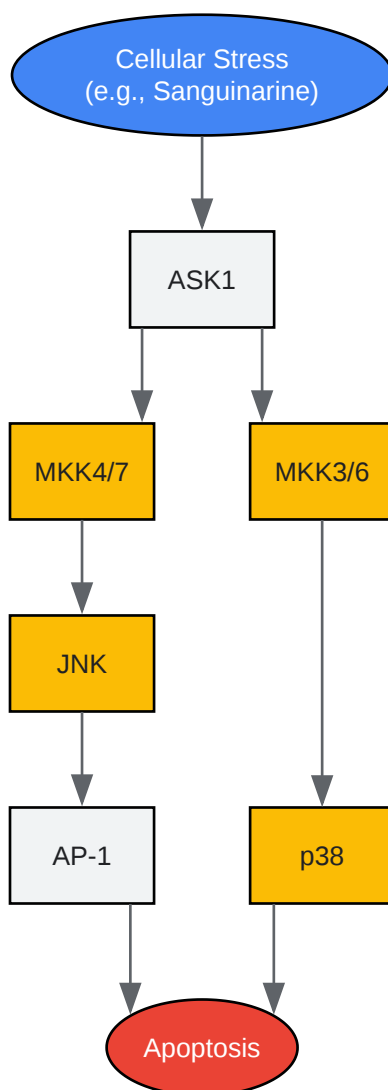 Cellular Stress
(e.g., Sanguinarine)
ASK1
MKK4/7
MKK3/6
JNK
AP-1
p38
Apoptosis